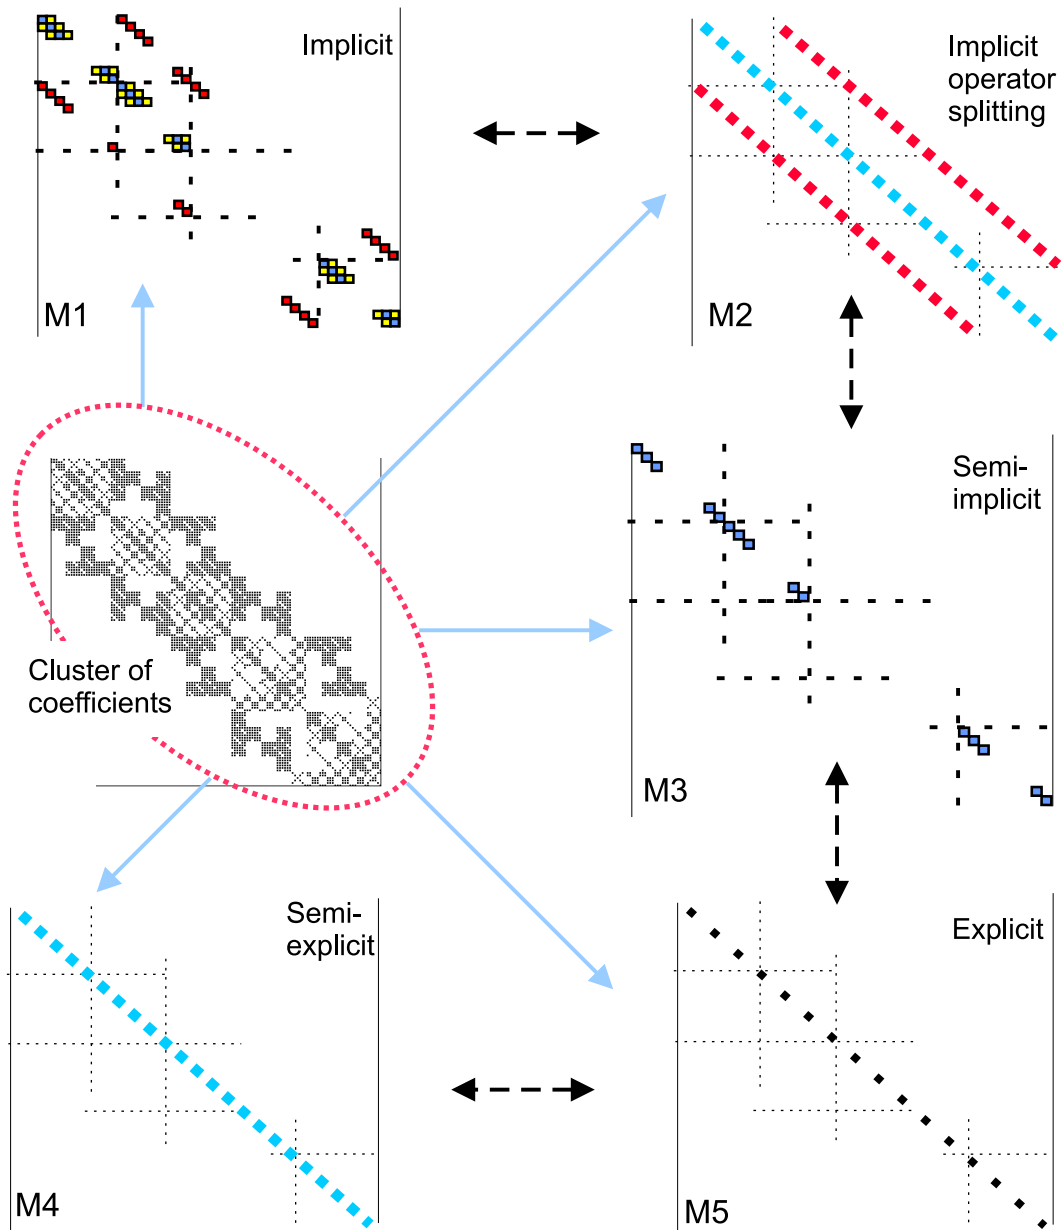 Implicit
M1
Implicit
operator
splitting
M2
Cluster of
coefficients
Semi-
implicit
M3
Semi-
explicit
M4
Explicit
M5